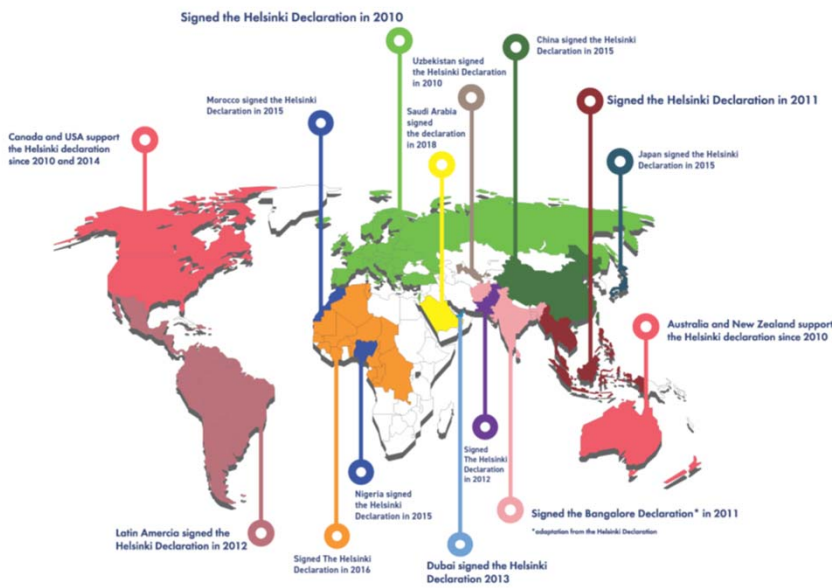 Signed the Helsinki Declaration in 2010
China signed the Helsinki
Declaration in 2015
Uzbekistan signed
the Helsinki Declaration
in 2010
Morocco signed the Helsinki
Declaration in 2015
Saudi Arabia
signed
the declaration
in 2018
Signed the Helsinki Declaration in 2011
Canada and USA support
the Helsinki declaration
since 2010 and 2014
Japan signed the Helsinki
Declaration in 2015
Australia and New Zealand support
the Helsinki declaration since 2010
Signed
The Helsinki
Declaration
in 2012
Nigeria signed
the Helsinki
Declaration in 2015
Signed the Bangalore Declaration* in 2011
*adaptation from the Helsinki Declaration
Latin Amercia signed the
Helsinki Declaration in 2012
Signed The Helsinki
Declaration in 2016
Dubai signed the Helsinki
Declaration 2013